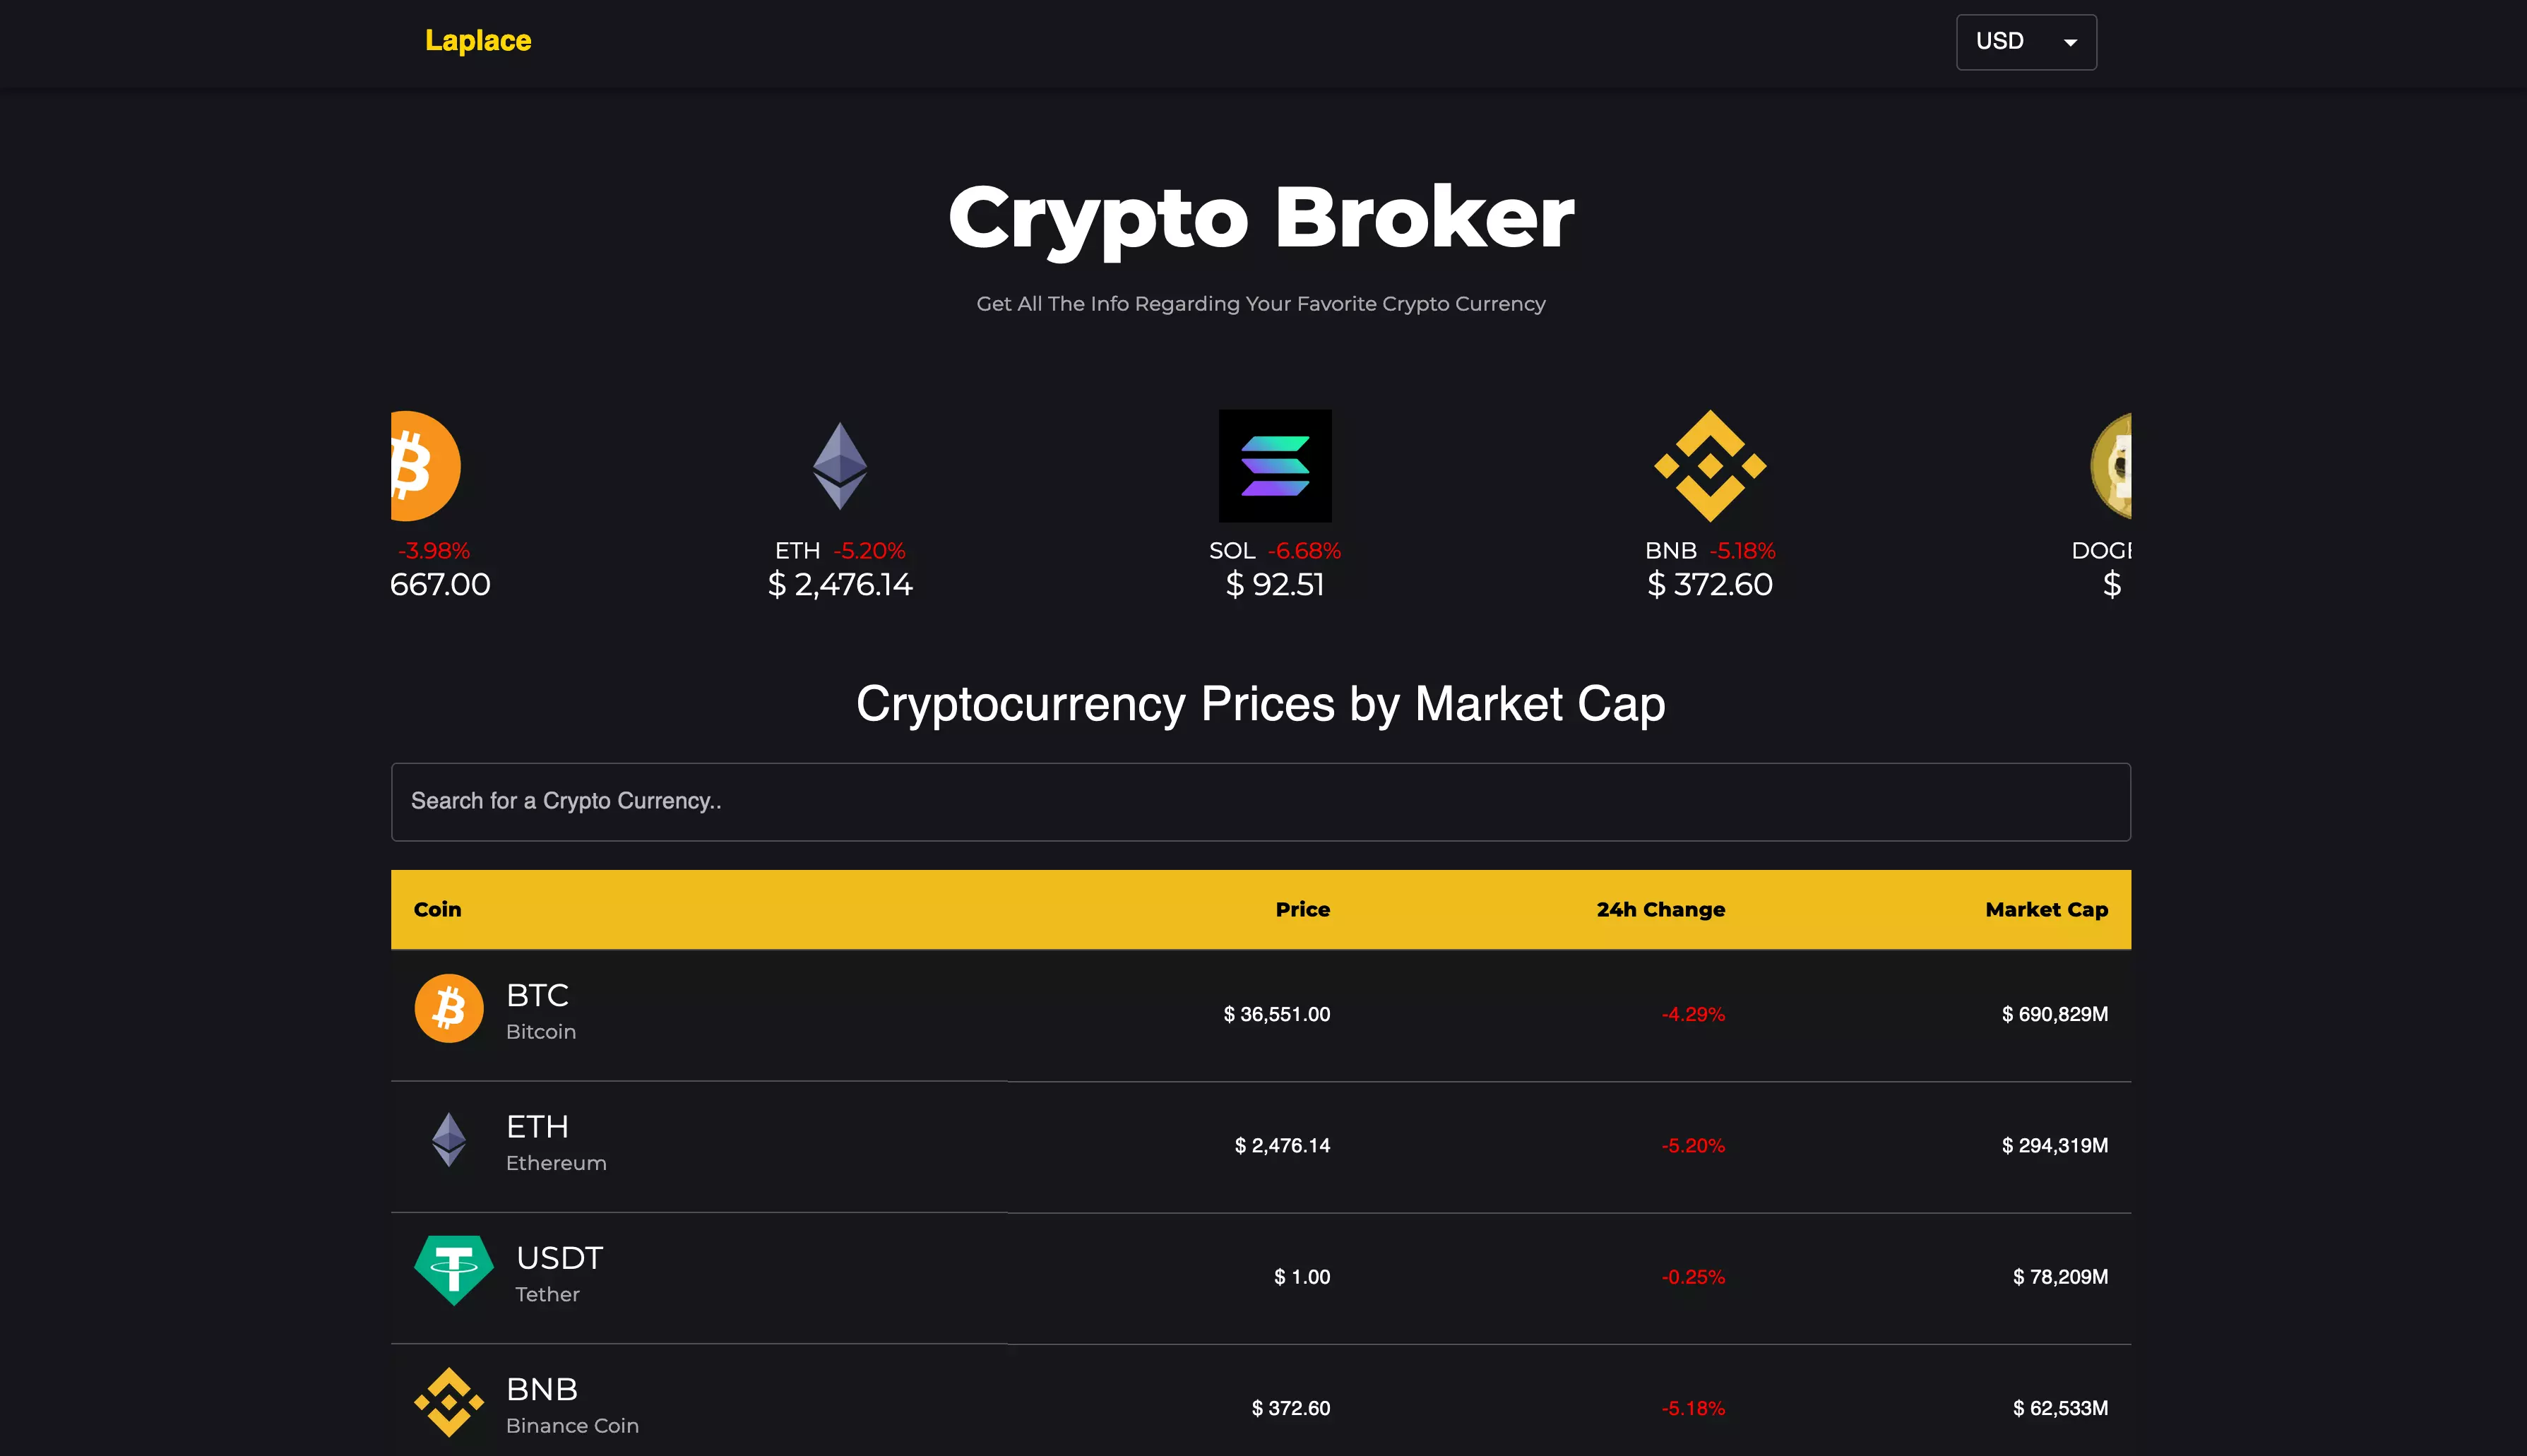 Laplace
USD
Crypto Broker
Get All The Info Regarding Your Favorite Crypto Currency
-3.98%
667.00
ETH -5.20%
$ 2,476.14
SOL -6.68%
$ 92.51
BNB -5.18%
$ 372.60
DOGE
$
Cryptocurrency Prices by Market Cap
Search for a Crypto Currency..
Coin Price 24h Change Market Cap
BTC
Bitcoin
$ 36,551.00 -4.29% $ 690,829M
ETH
Ethereum
$ 2,476.14 -5.20% $ 294,319M
USDT
Tether
$ 1.00 -0.25% $ 78,209M
BNB
Binance Coin
$ 372.60 -5.18% $ 62,533M